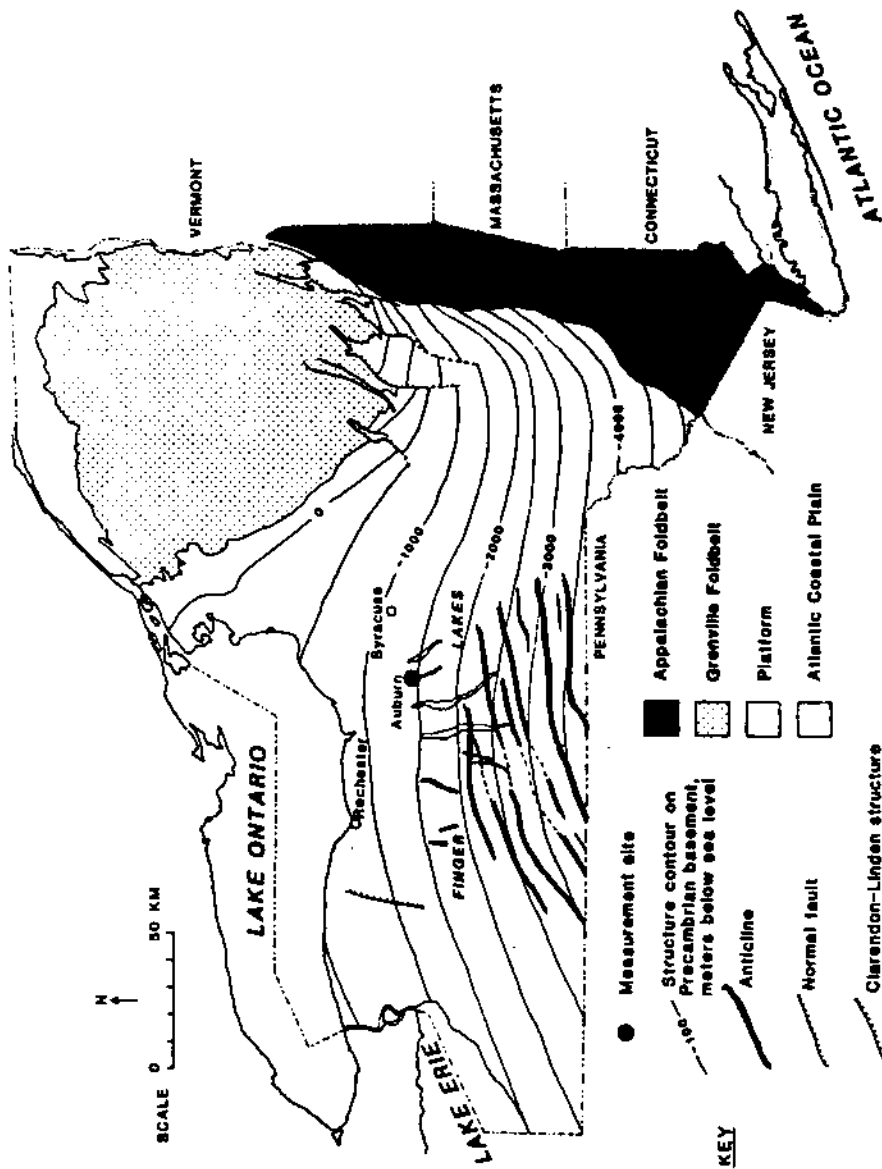 SCALE
0 50 KM
N
LAKE ONTARIO
LAKE ERIE
Rochester
Syracuse
Auburn
FINGER
LAKES
-1000
-2000
-3000
-4000
VERMONT
MASSACHUSETTS
CONNECTICUT
NEW JERSEY
PENNSYLVANIA
ATLANTIC OCEAN
0
KEY
Measurement site
-100
Structure contour on
Precambrian basement,
meters below sea level
Anticline
Normal fault
Clarendon-Linden structure
Appalachian Foldbelt
Grenville Foldbelt
Platform
Atlantic Coastal Plain